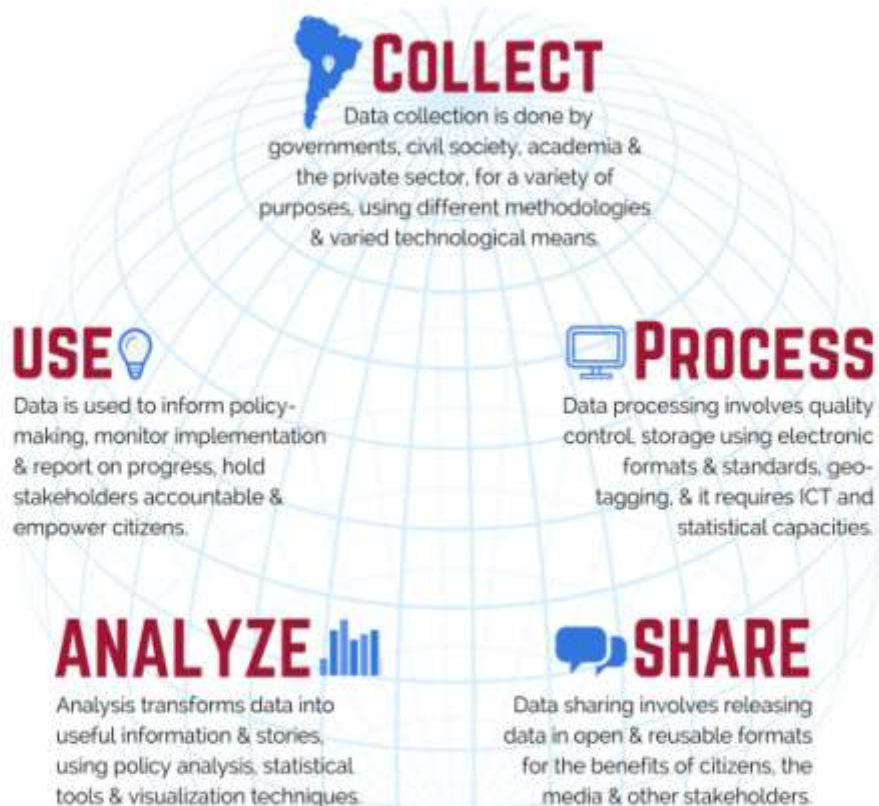 COLLECT
Data collection is done by
governments, civil society, academia &
the private sector, for a variety of
purposes, using different methodologies
& varied technological means.
USE
Data is used to inform policy-
making, monitor implementation
& report on progress, hold
stakeholders accountable &
empower citizens.
PROCESS
Data processing involves quality
control, storage using electronic
formats & standards, geo-
tagging, & it requires ICT and
statistical capacities.
ANALYZE
Analysis transforms data into
useful information & stories,
using policy analysis, statistical
tools & visualization techniques.
SHARE
Data sharing involves releasing
data in open & reusable formats
for the benefits of citizens, the
media & other stakeholders.